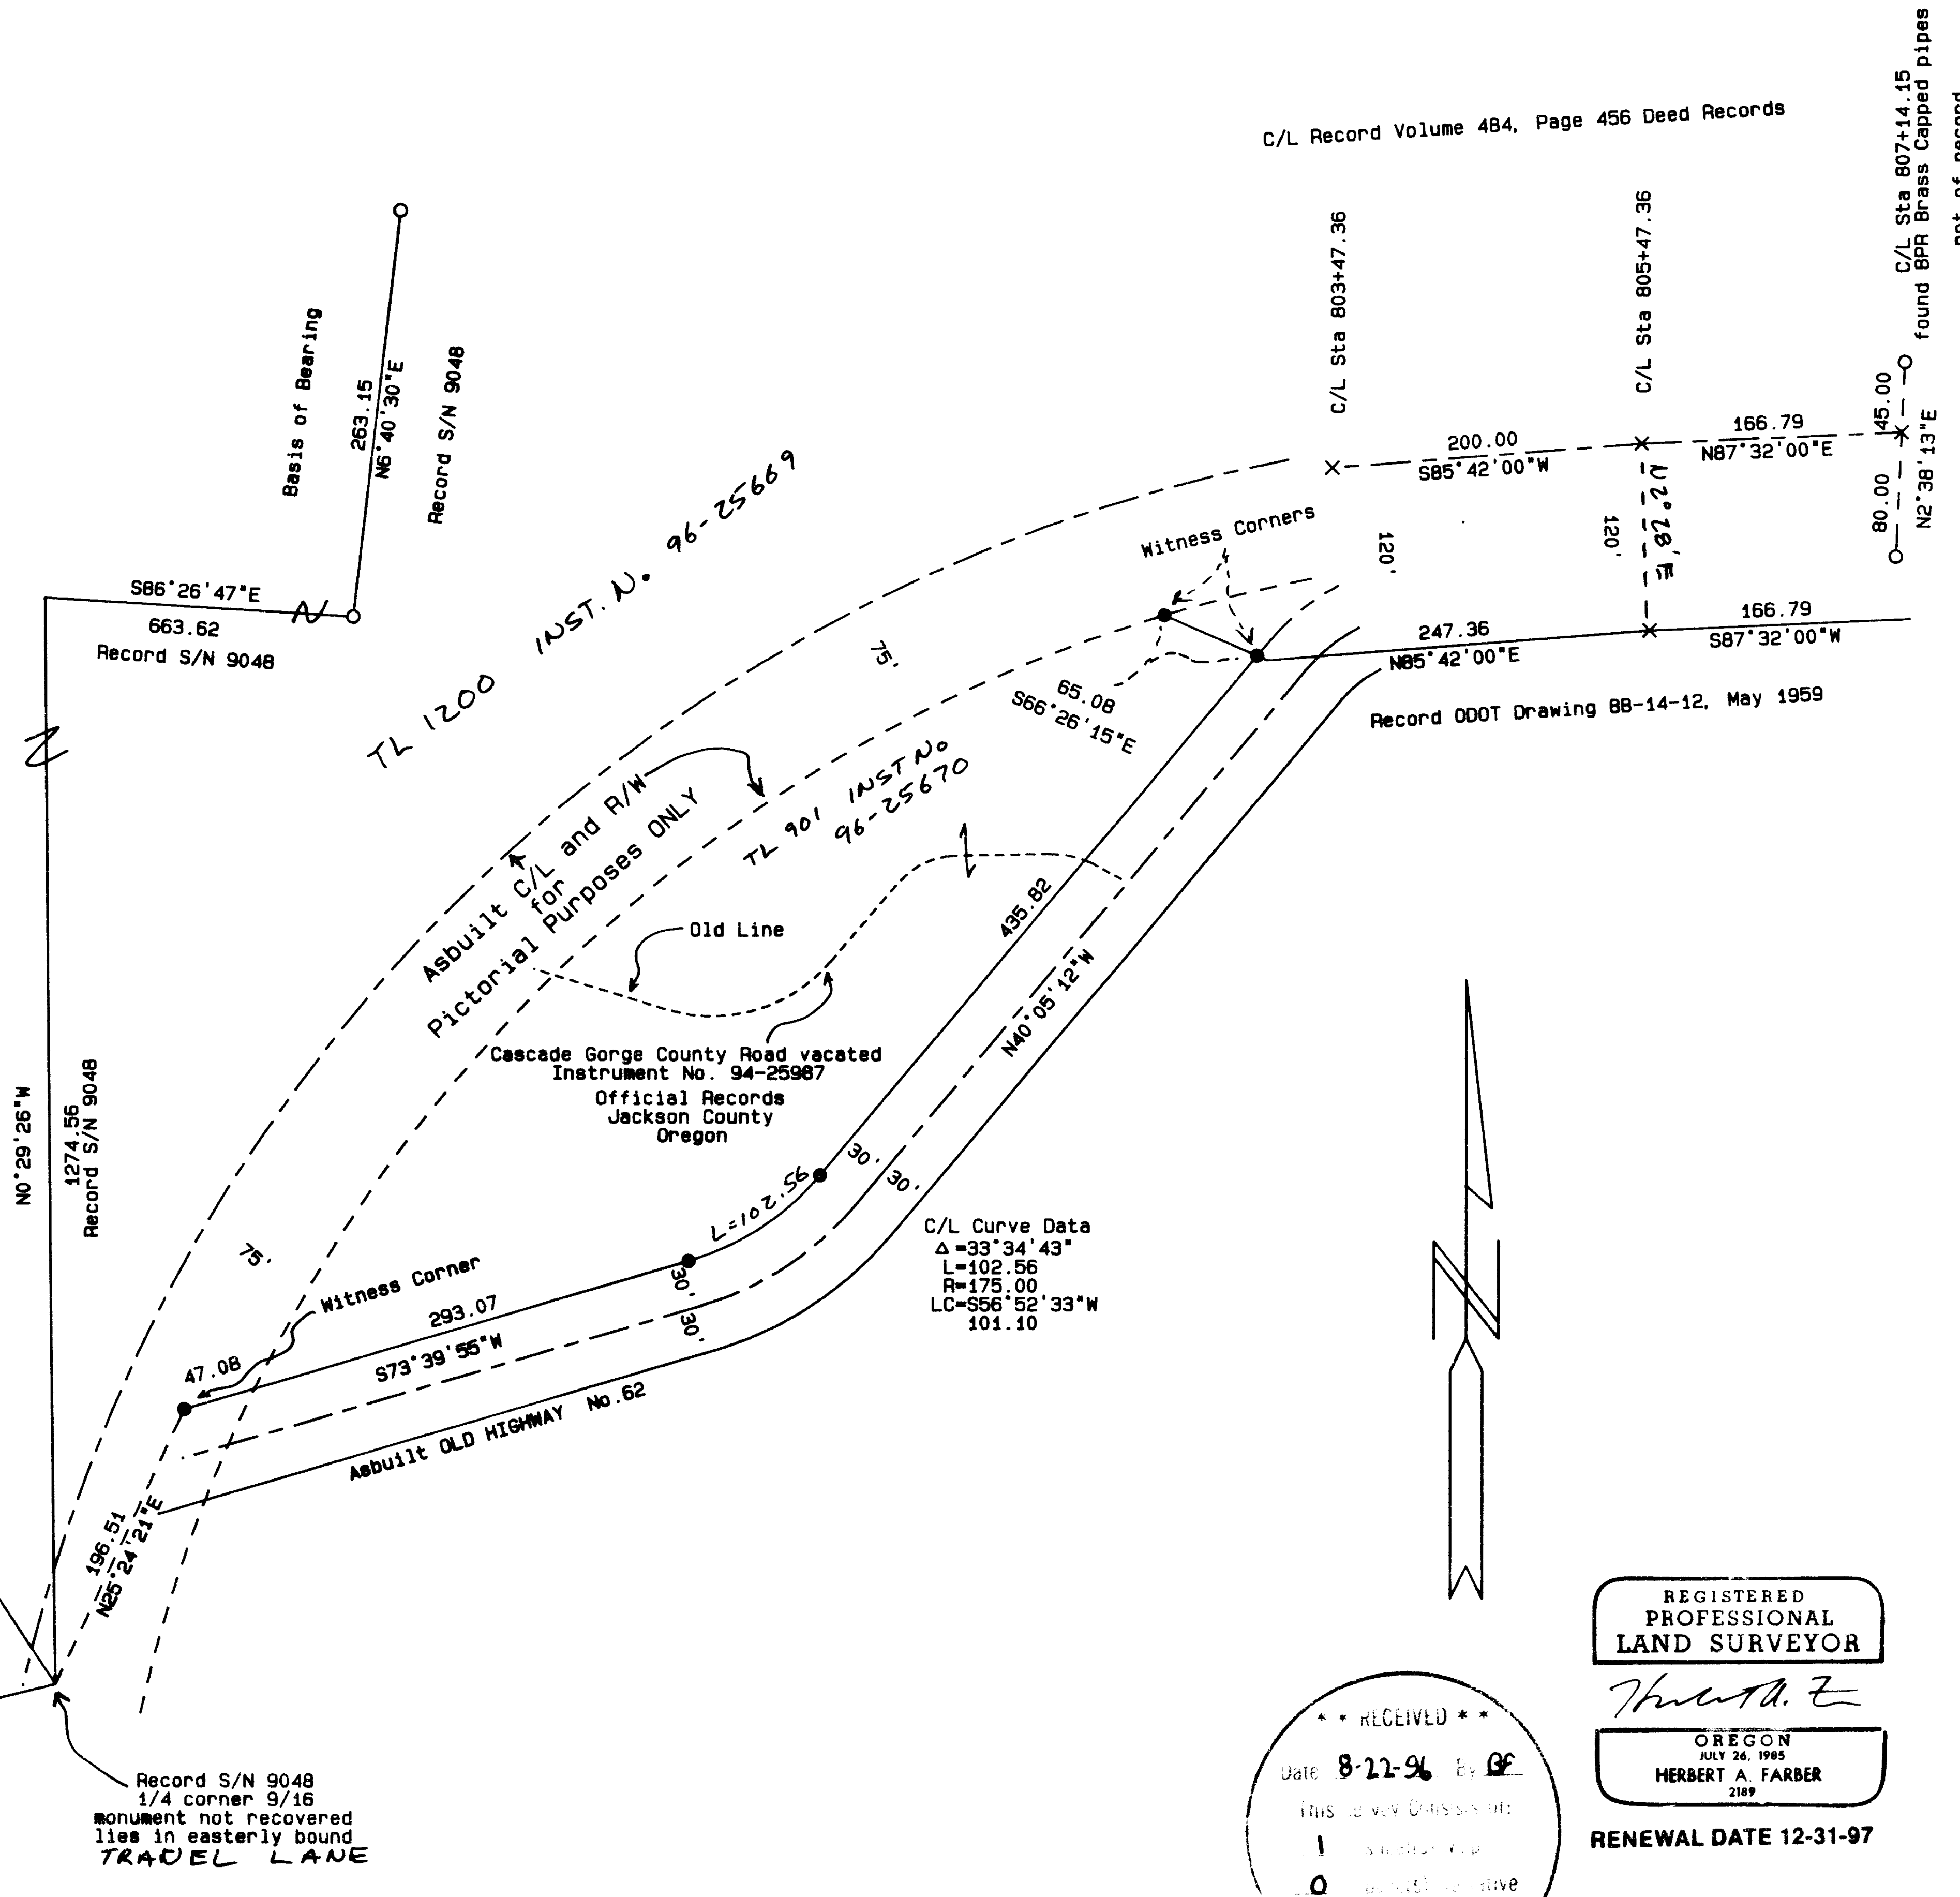 C/L Record Volume 484, Page 456 Deed Records
C/L Sta 807+14.15
found BPR Brass Capped pipes
not of record
C/L Sta 803+47.36
C/L Sta 805+47.36
Basis of Bearing
263.15
N6°40'30"E
Record S/N 9048
45.00
80.00
N2°38'13"E
200.00
S85°42'00"W
166.79
N87°32'00"E
N2°28'E
120'
120'
Witness Corners
TL 1200 INST. N. 96-25669
S86°26'47"E
663.62
Record S/N 9048
75'
247.36
N85°42'00"E
166.79
S87°32'00"W
65.08
S66°26'15"E
Record ODOT Drawing 8B-14-12, May 1959
Asbuilt C/L and R/W
for
Pictorial Purposes ONLY
TL 901 INST No
96-25670
Old Line
435.82
N40°05'12"W
Cascade Gorge County Road vacated
Instrument No. 94-25987
Official Records
Jackson County
Oregon
N0°29'26"W
1274.56
Record S/N 9048
30'
30'
L=102.56
C/L Curve Data
Δ=33°34'43"
L=102.56
R=175.00
LC=S56°52'33"W
101.10
75'
Witness Corner
30'
30'
293.07
47.08
S73°39'55"W
Asbuilt OLD HIGHWAY No.62
196.51
N25°24'21"E
N
Record S/N 9048
1/4 corner 9/16
monument not recovered
lies in easterly bound
TRAVEL LANE
* * RECEIVED * *
Date 8-22-96 By BF
This Survey Consists of:
1
0
REGISTERED
PROFESSIONAL
LAND SURVEYOR
OREGON
JULY 26, 1985
HERBERT A. FARBER
2189
RENEWAL DATE 12-31-97